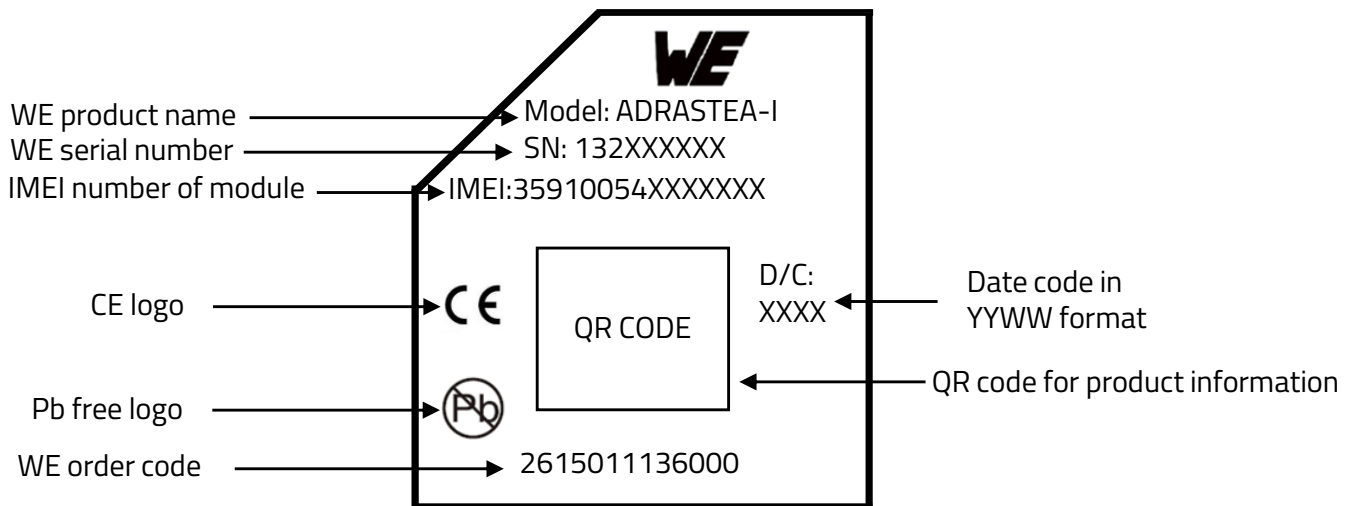 WE
WE product name
Model: ADRASTEA-I
WE serial number
SN: 132XXXXXX
IMEI number of module
IMEI:35910054XXXXXXX
CE logo
CE
QR CODE
D/C:
XXXX
Date code in
YYWW format
QR code for product information
Pb free logo
Pb
WE order code
2615011136000